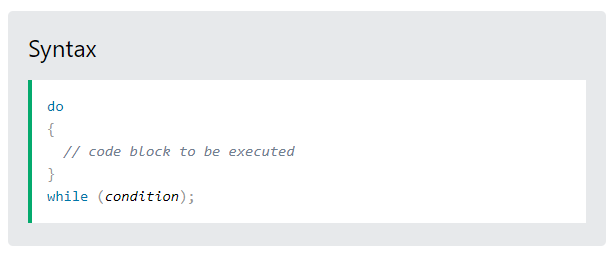 Syntax
do
{
// code block to be executed
}
while (condition);